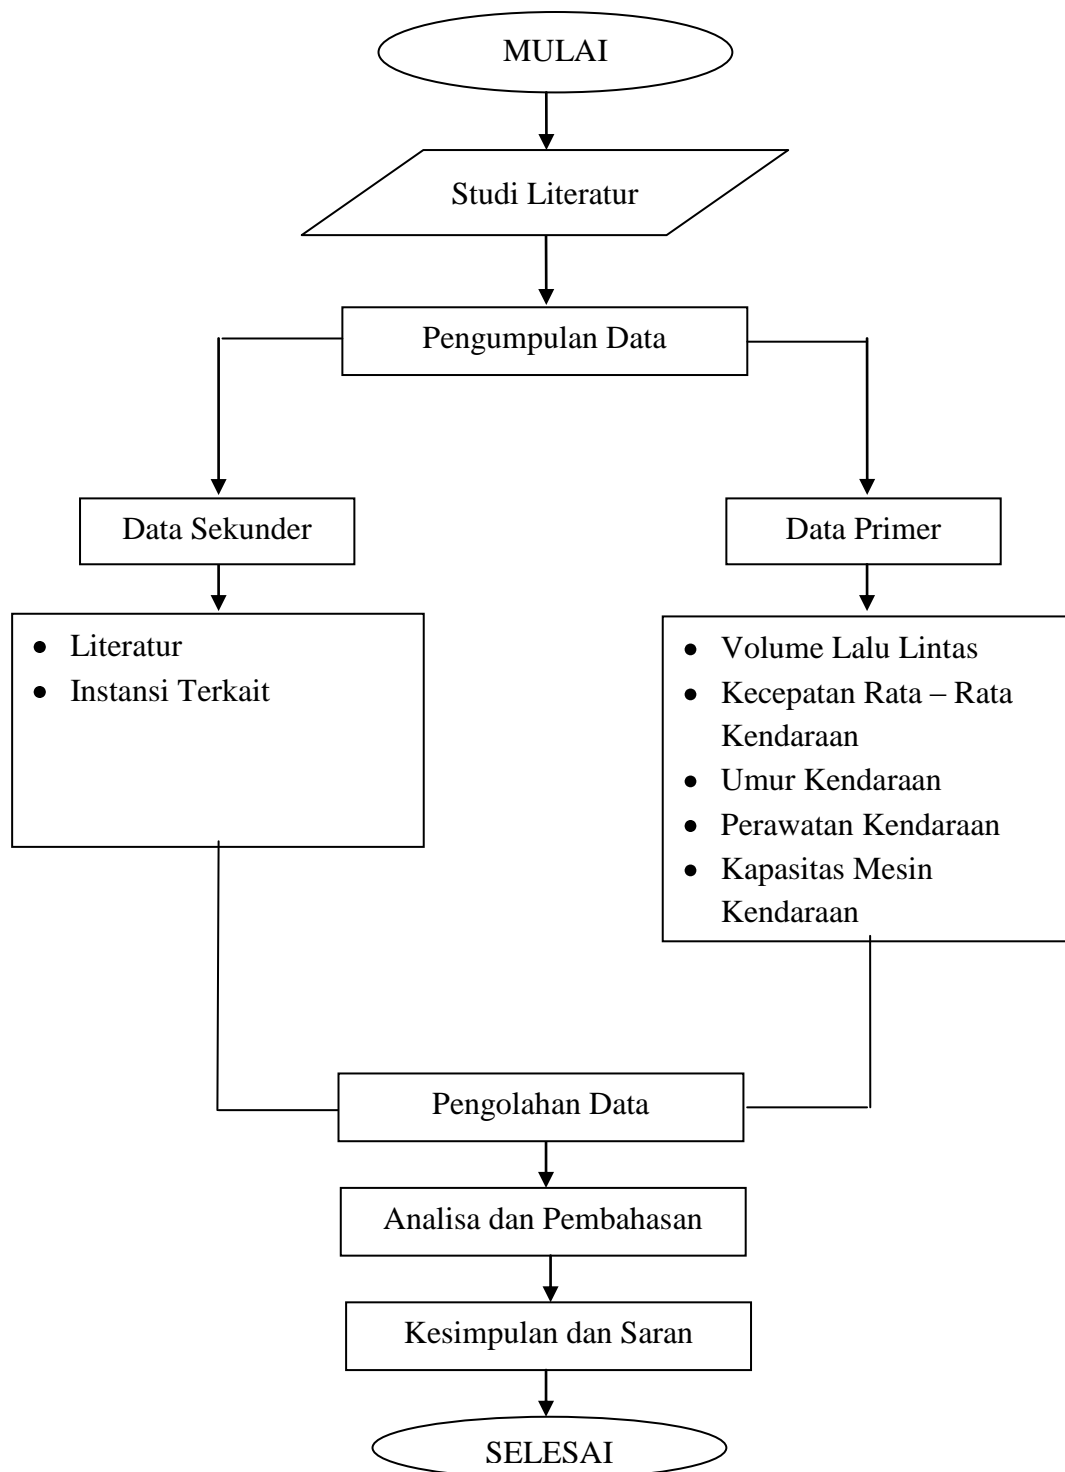 MULAI
Studi Literatur
Pengumpulan Data
Data Sekunder
Data Primer
• Literatur
• Instansi Terkait
• Volume Lalu Lintas
• Kecepatan Rata – Rata
Kendaraan
• Umur Kendaraan
• Perawatan Kendaraan
• Kapasitas Mesin
Kendaraan
Pengolahan Data
Analisa dan Pembahasan
Kesimpulan dan Saran
SELESAI